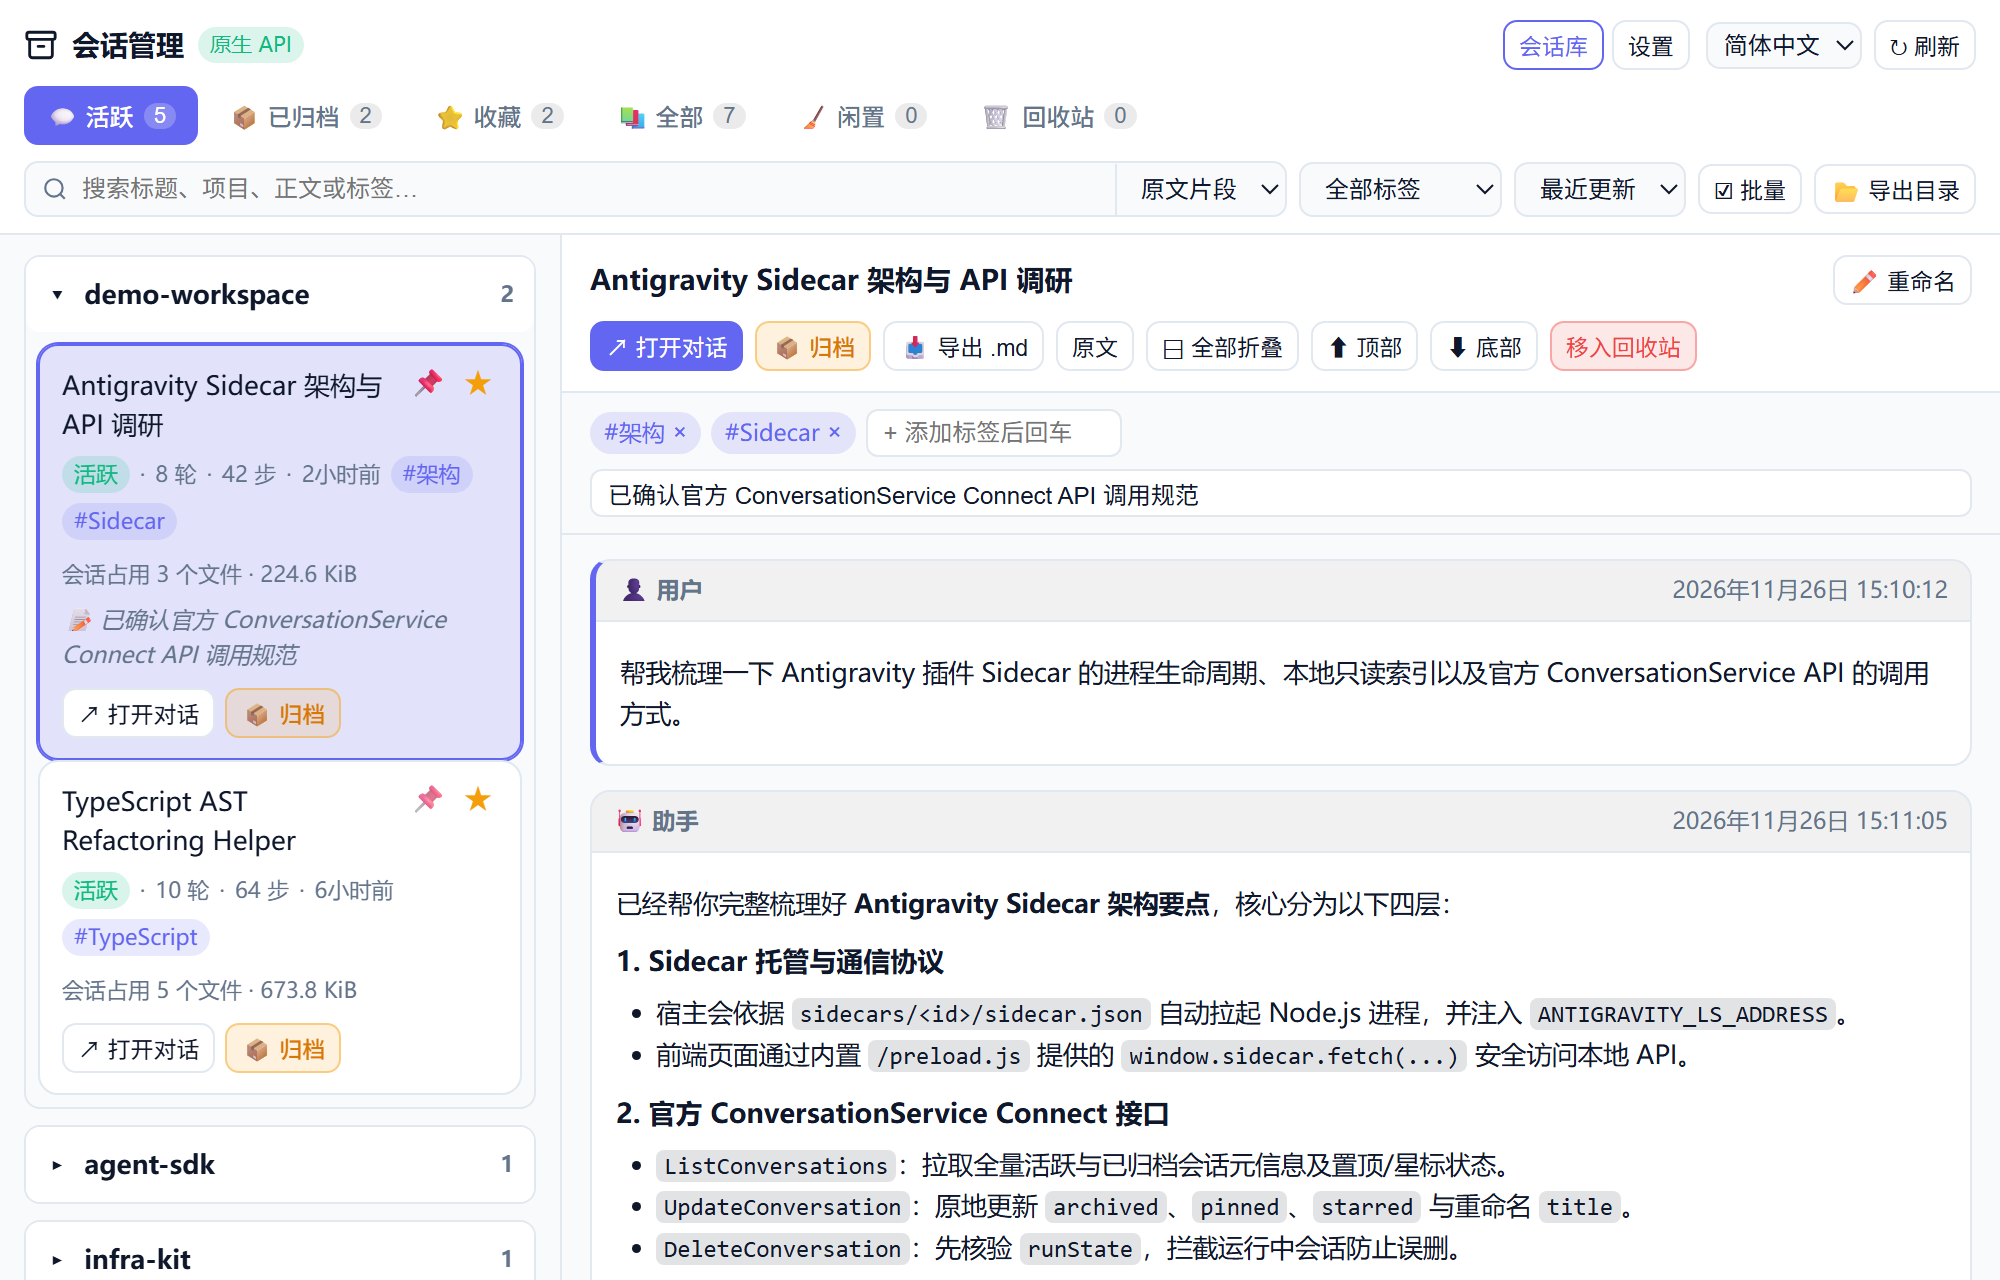 会话管理 原生 API 会话库 设置 简体中文 ↻ 刷新
活跃 5 已归档 2 收藏 2 全部 7 闲置 0 回收站 0
搜索标题、项目、正文或标签… 原文片段 全部标签 最近更新 ☑ 批量 导出目录
▾ demo-workspace 2
Antigravity Sidecar 架构与
API 调研
活跃 · 8 轮 · 42 步 · 2小时前 #架构
#Sidecar
会话占用 3 个文件 · 224.6 KiB
已确认官方 ConversationService
Connect API 调用规范
↗ 打开对话 归档
TypeScript AST
Refactoring Helper
活跃 · 10 轮 · 64 步 · 6小时前
#TypeScript
会话占用 5 个文件 · 673.8 KiB
↗ 打开对话 归档
▸ agent-sdk 1
▸ infra-kit 1
Antigravity Sidecar 架构与 API 调研 重命名
↗ 打开对话 归档 导出 .md 原文 全部折叠 ⬆ 顶部 ⬇ 底部 移入回收站
#架构 × #Sidecar × + 添加标签后回车
已确认官方 ConversationService Connect API 调用规范
用户 2026年11月26日 15:10:12
帮我梳理一下 Antigravity 插件 Sidecar 的进程生命周期、本地只读索引以及官方 ConversationService API 的调用
方式。
助手 2026年11月26日 15:11:05
已经帮你完整梳理好 Antigravity Sidecar 架构要点，核心分为以下四层：
1. Sidecar 托管与通信协议
• 宿主会依据 sidecars/<id>/sidecar.json 自动拉起 Node.js 进程，并注入 ANTIGRAVITY_LS_ADDRESS。
• 前端页面通过内置 /preload.js 提供的 window.sidecar.fetch(...) 安全访问本地 API。
2. 官方 ConversationService Connect 接口
• ListConversations：拉取全量活跃与已归档会话元信息及置顶/星标状态。
• UpdateConversation：原地更新 archived、pinned、starred 与重命名 title。
• DeleteConversation：先核验 runState，拦截运行中会话防止误删。